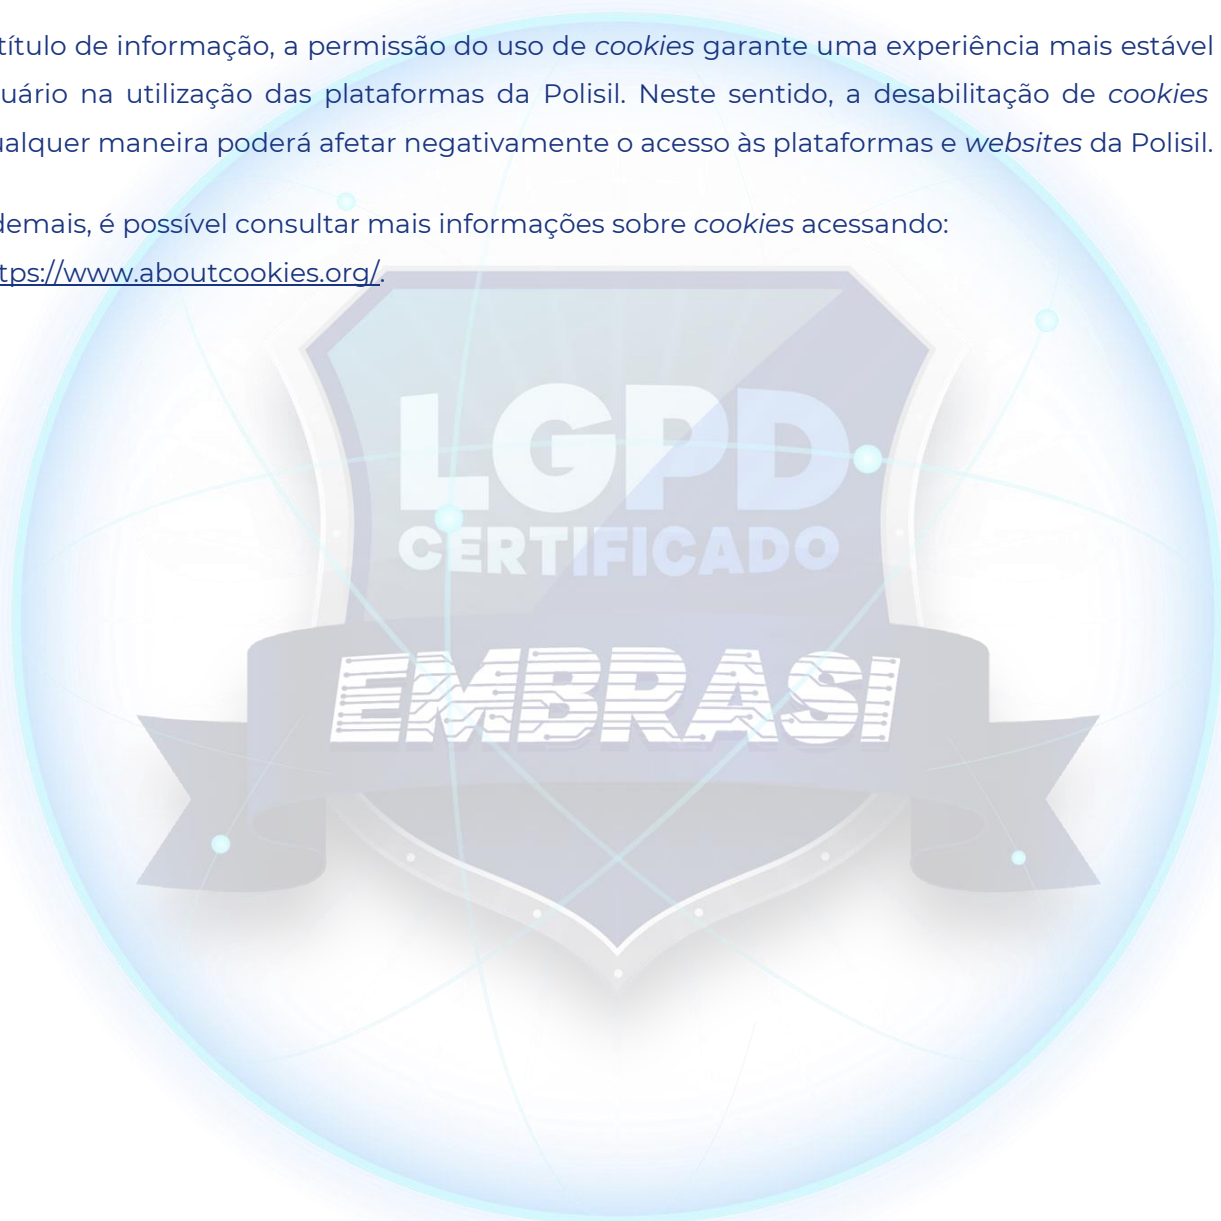 título de informação, a permissão do uso de cookies garante uma experiência mais estável
uário na utilização das plataformas da Polisil. Neste sentido, a desabilitação de cookies
ualquer maneira poderá afetar negativamente o acesso às plataformas e websites da Polisil.
demais, é possível consultar mais informações sobre cookies acessando:
tps://www.aboutcookies.org/.
LGPD
CERTIFICADO
EMBRASI